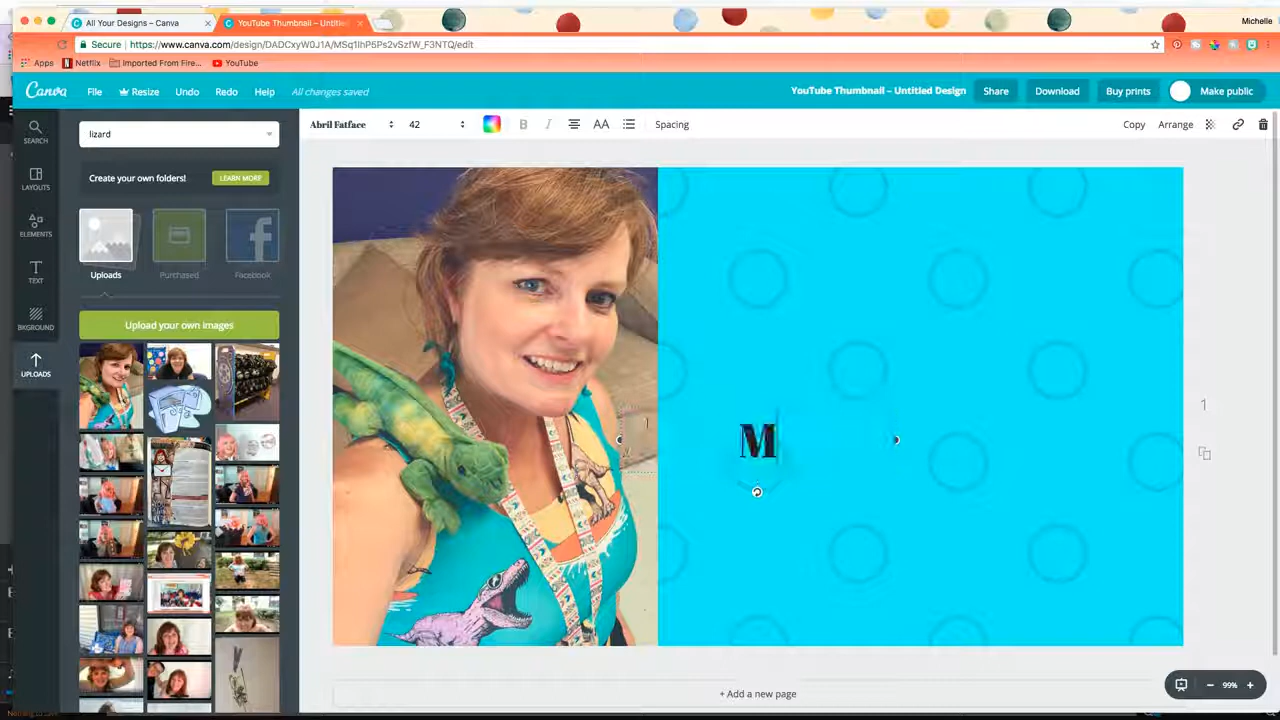 All Your Designs – Canva
YouTube Thumbnail – Untitled
Michelle
Secure
https://www.canva.com/design/DADCxyW0J1A/MSq1IhP5Ps2vSzfW_F3NTQ/edit
Apps
Netflix
Imported From Fire...
YouTube
Canva
File
Resize
Undo
Redo
Help
All changes saved
YouTube Thumbnail – Untitled Design
Share
Download
Buy prints
Make public
SEARCH
LAYOUTS
ELEMENTS
TEXT
BKGROUND
UPLOADS
lizard
Create your own folders!
LEARN MORE
Uploads
Purchased
Facebook
Upload your own images
Abril Fatface
42
B
I
AA
Spacing
Copy
Arrange
M
1
+ Add a new page
99%